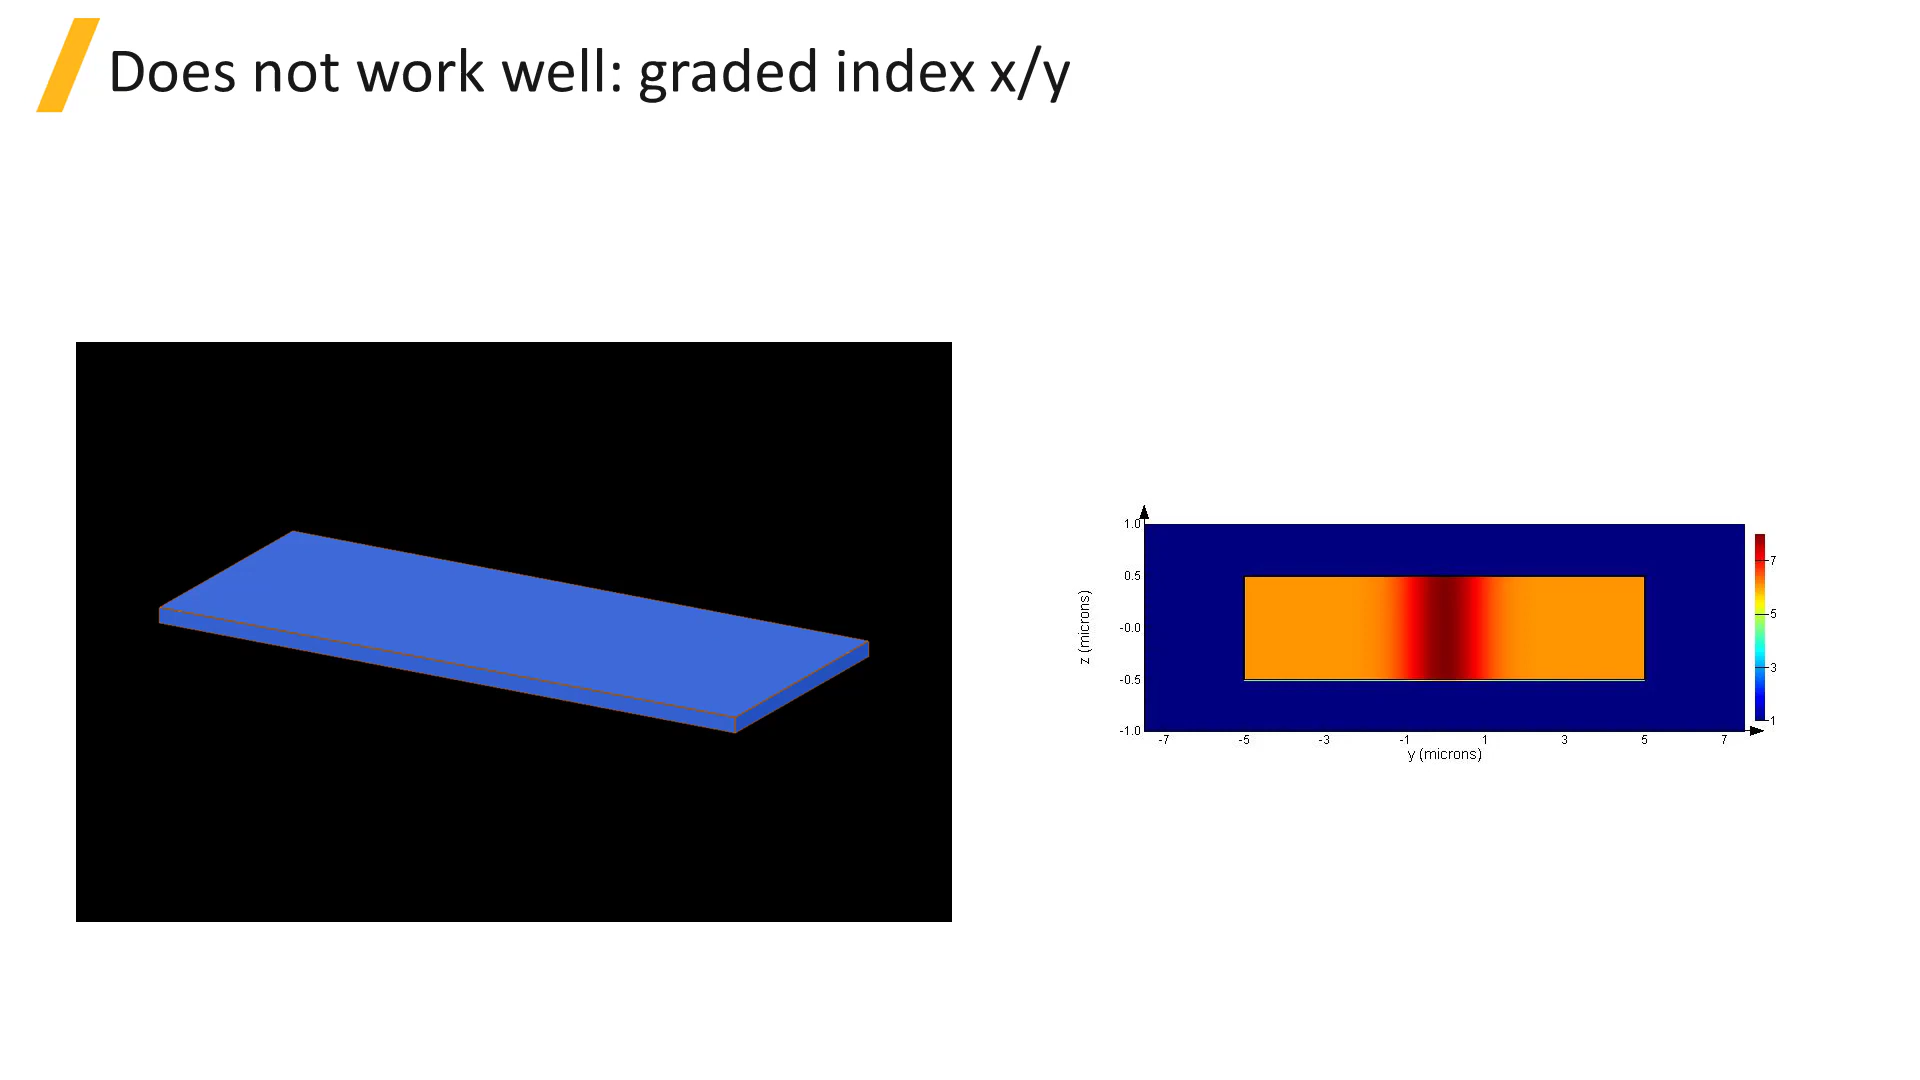 Does not work well: graded index x/y
1.0
0.5
-0.0
-0.5
-1.0
z (microns)
-7 -5 -3 -1 1 3 5 7
y (microns)
7
5
3
1